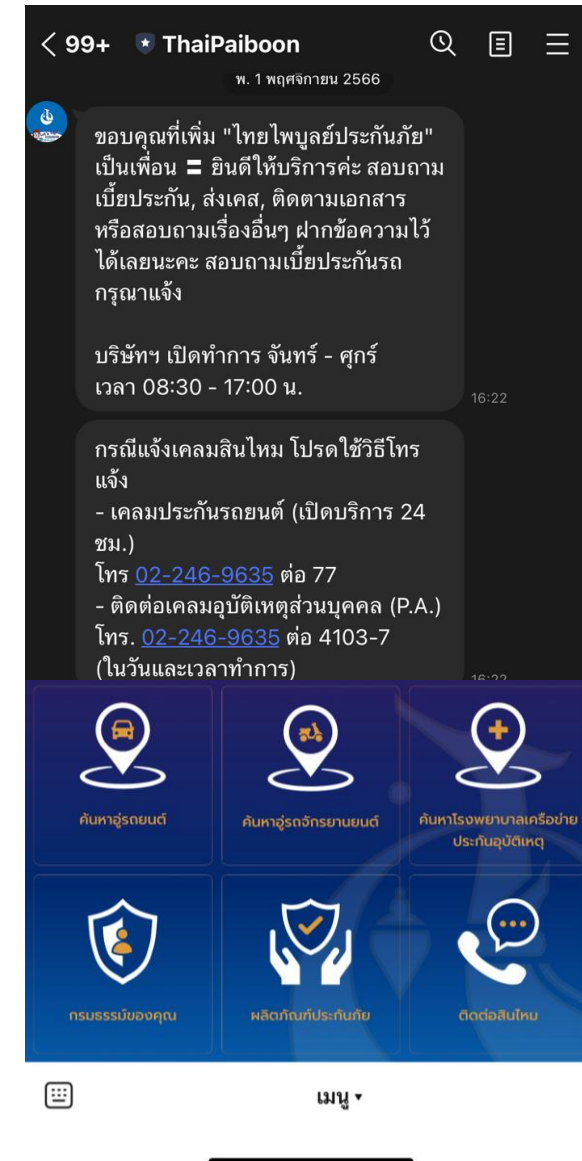 99+ ThaiPaiboon
พ. 1 พฤศจิกายน 2566
ขอบคุณที่เพิ่ม "ไทยไพบูลย์ประกันภัย"
เป็นเพื่อน 〓 ยินดีให้บริการค่ะ สอบถาม
เบี้ยประกัน, ส่งเคส, ติดตามเอกสาร
หรือสอบถามเรื่องอื่นๆ ฝากข้อความไว้
ได้เลยนะคะ สอบถามเบี้ยประกันรถ
กรุณาแจ้ง
บริษัทฯ เปิดทำการ จันทร์ - ศุกร์
เวลา 08:30 - 17:00 น.
16:22
กรณีแจ้งเคลมสินไหม โปรดใช้วิธีโทร
แจ้ง
- เคลมประกันรถยนต์ (เปิดบริการ 24
ชม.)
โทร 02-246-9635 ต่อ 77
- ติดต่อเคลมอุบัติเหตุส่วนบุคคล (P.A.)
โทร. 02-246-9635 ต่อ 4103-7
(ในวันและเวลาทำการ)
16:22
ค้นหาอู่รถยนต์
ค้นหาอู่รถจักรยานยนต์
ค้นหาโรงพยาบาลเครือข่าย
ประกันอุบัติเหตุ
กรมธรรม์ของคุณ
ผลิตภัณฑ์ประกันภัย
ติดต่อสินไหม
เมนู